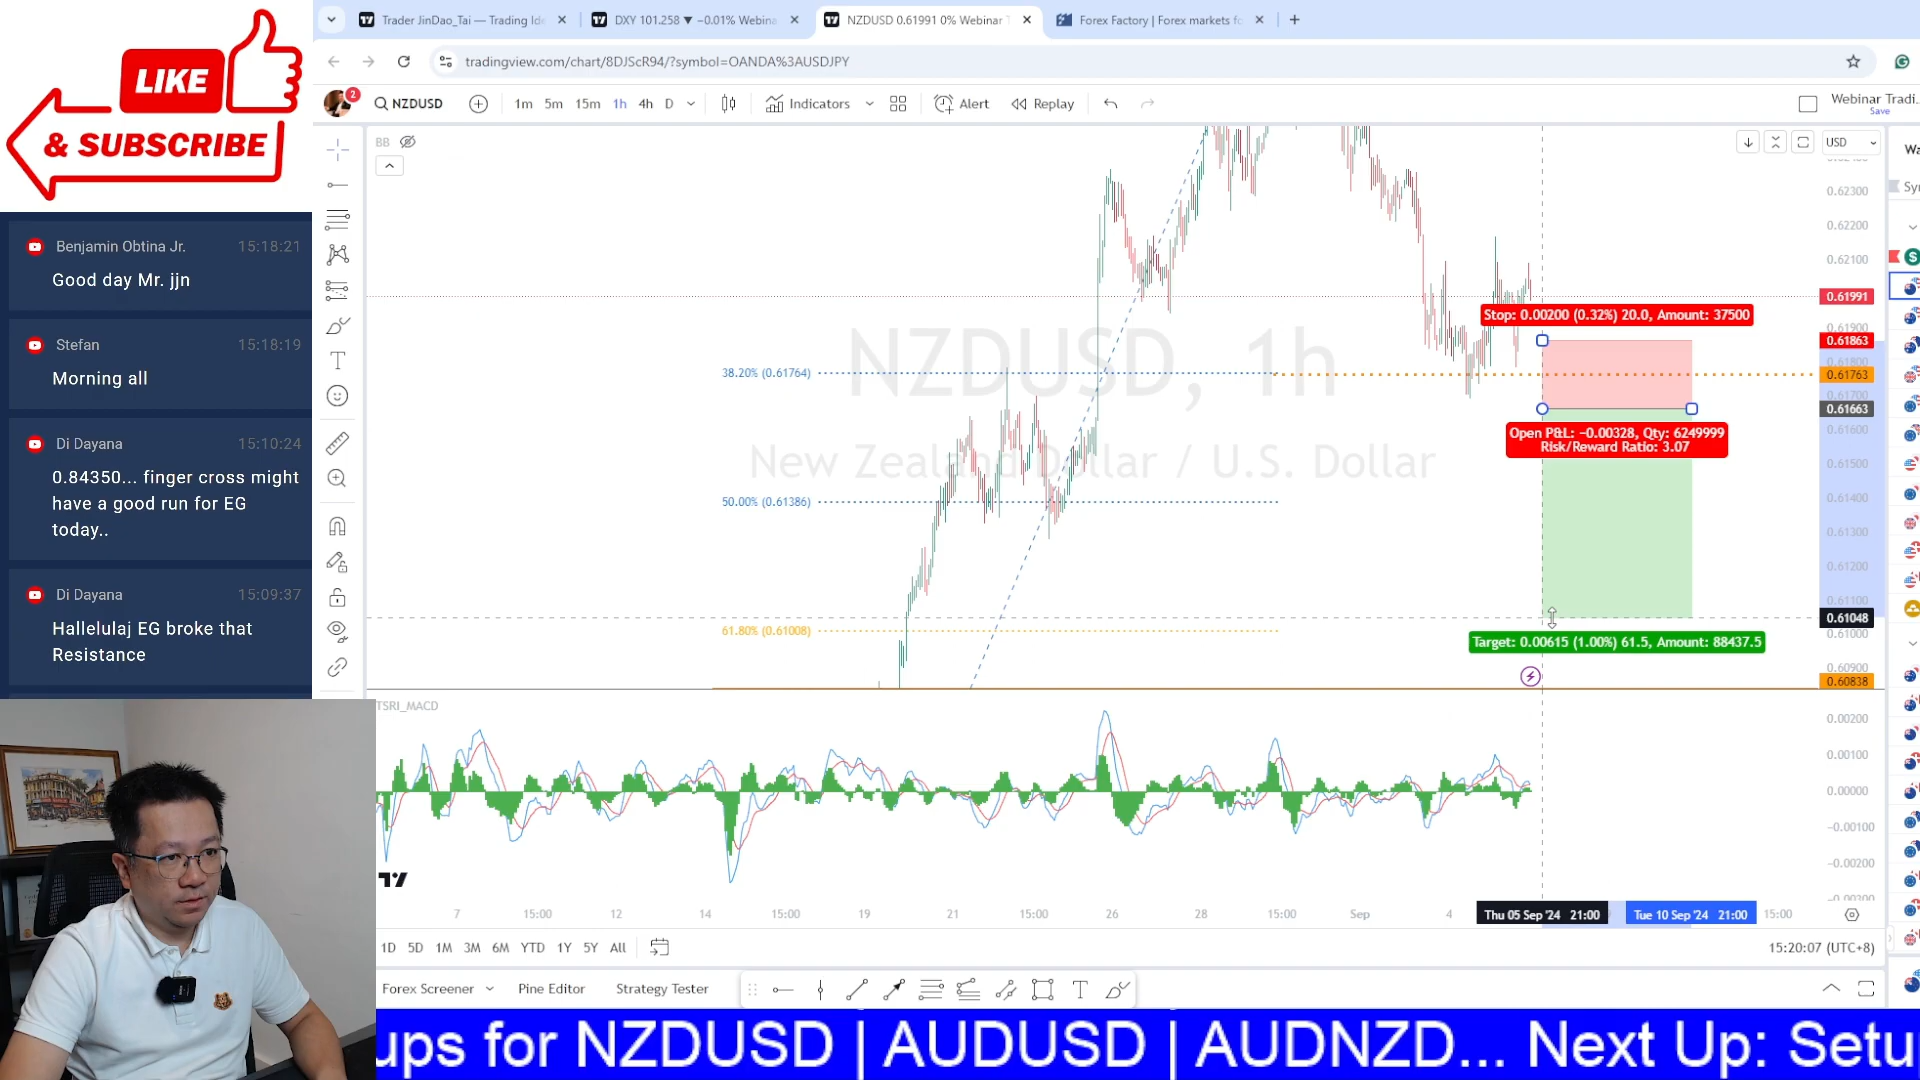 LIKE
& SUBSCRIBE
Benjamin Obtina Jr. 15:18:21
Good day Mr. jjn
Stefan 15:18:19
Morning all
Di Dayana 15:10:24
0.84350... finger cross might
have a good run for EG
today..
Di Dayana 15:09:37
Hallelulaj EG broke that
Resistance
Trader JinDao_Tai — Trading Ide
DXY 101.258 ▼ −0.01% Webina
NZDUSD 0.61991 0% Webinar T
Forex Factory | Forex markets fo
tradingview.com/chart/8DJScR94/?symbol=OANDA%3AUSDJPY
2
NZDUSD
1m 5m 15m 1h 4h D
Indicators
Alert
Replay
Webinar Tradi...
Save
BB
USD
Wa
Syn
NZDUSD, 1h
New Zealand Dollar / U.S. Dollar
0.62300
0.62200
0.62100
0.61991
0.61900
0.61863
0.61800
0.61763
0.61700
0.61663
0.61600
0.61500
0.61400
0.61300
0.61200
0.61100
0.61048
0.61000
0.60900
0.60838
Stop: 0.00200 (0.32%) 20.0, Amount: 37500
38.20% (0.61764)
Open P&L: −0.00328, Qty: 6249999
Risk/Reward Ratio: 3.07
50.00% (0.61386)
61.80% (0.61008)
Target: 0.00615 (1.00%) 61.5, Amount: 88437.5
TSRI_MACD
0.00200
0.00100
0.00000
−0.00100
−0.00200
7 15:00 12 14 15:00 19 21 15:00 26 28 15:00 Sep 4 Thu 05 Sep '24 21:00 Tue 10 Sep '24 21:00 15:00
1D 5D 1M 3M 6M YTD 1Y 5Y All
15:20:07 (UTC+8)
Forex Screener
Pine Editor
Strategy Tester
ups for NZDUSD | AUDUSD | AUDNZD... Next Up: Setu